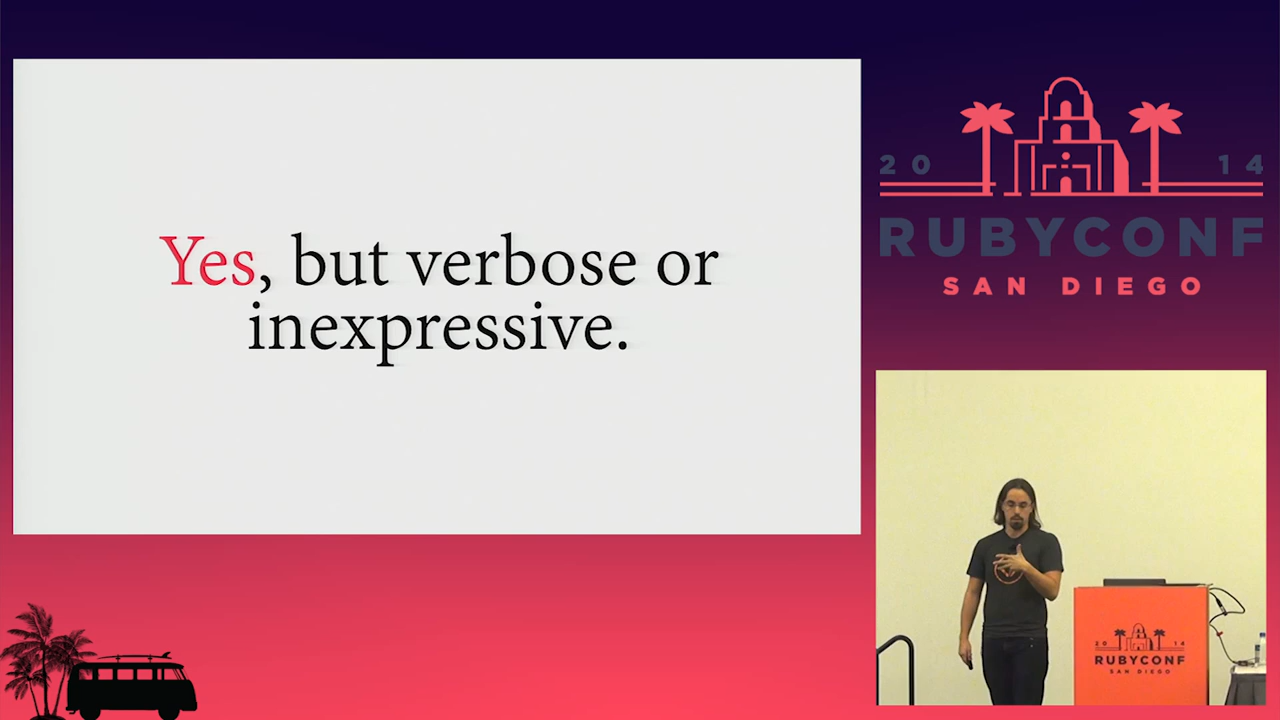 Yes, but verbose or
inexpressive.
20 14
RUBYCONF
SAN DIEGO
20 14
RUBYCONF
SAN DIEGO